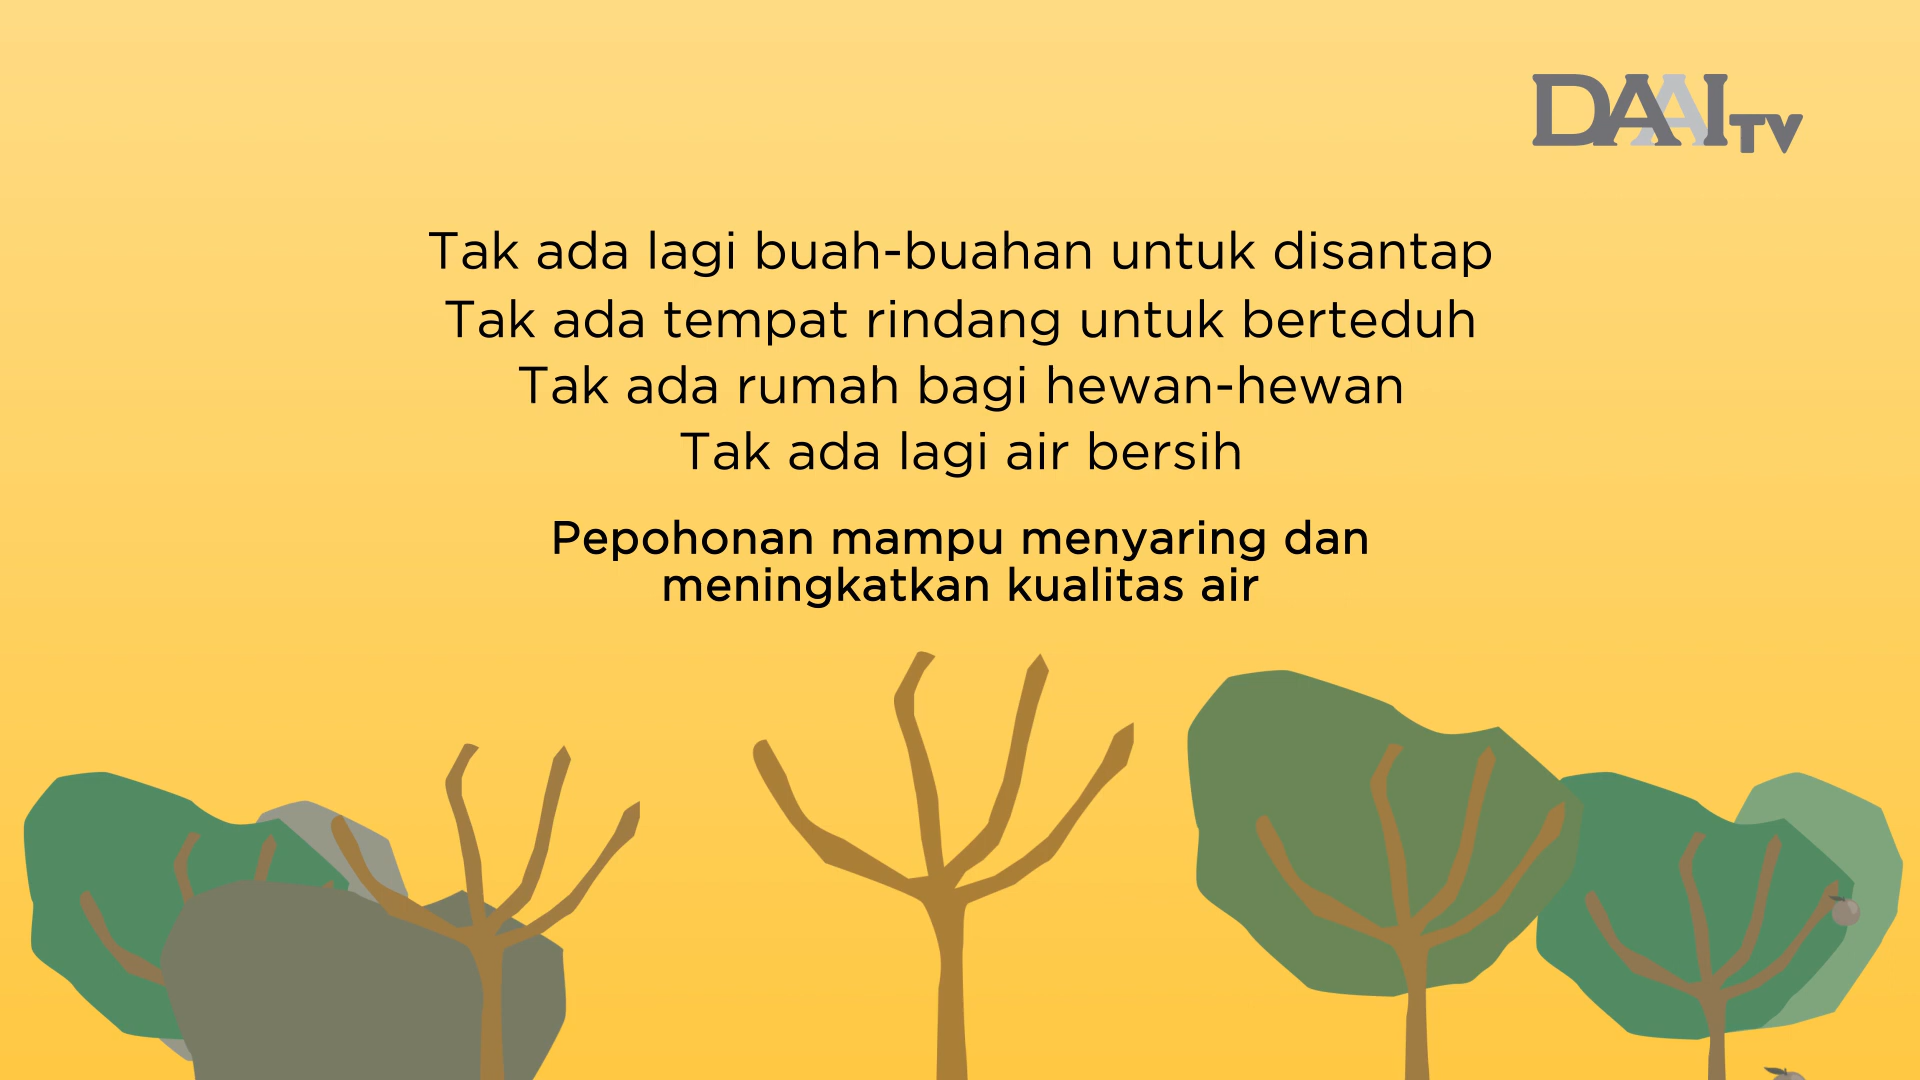 DAAI TV
Tak ada lagi buah-buahan untuk disantap
Tak ada tempat rindang untuk berteduh
Tak ada rumah bagi hewan-hewan
Tak ada lagi air bersih
Pepohonan mampu menyaring dan
meningkatkan kualitas air